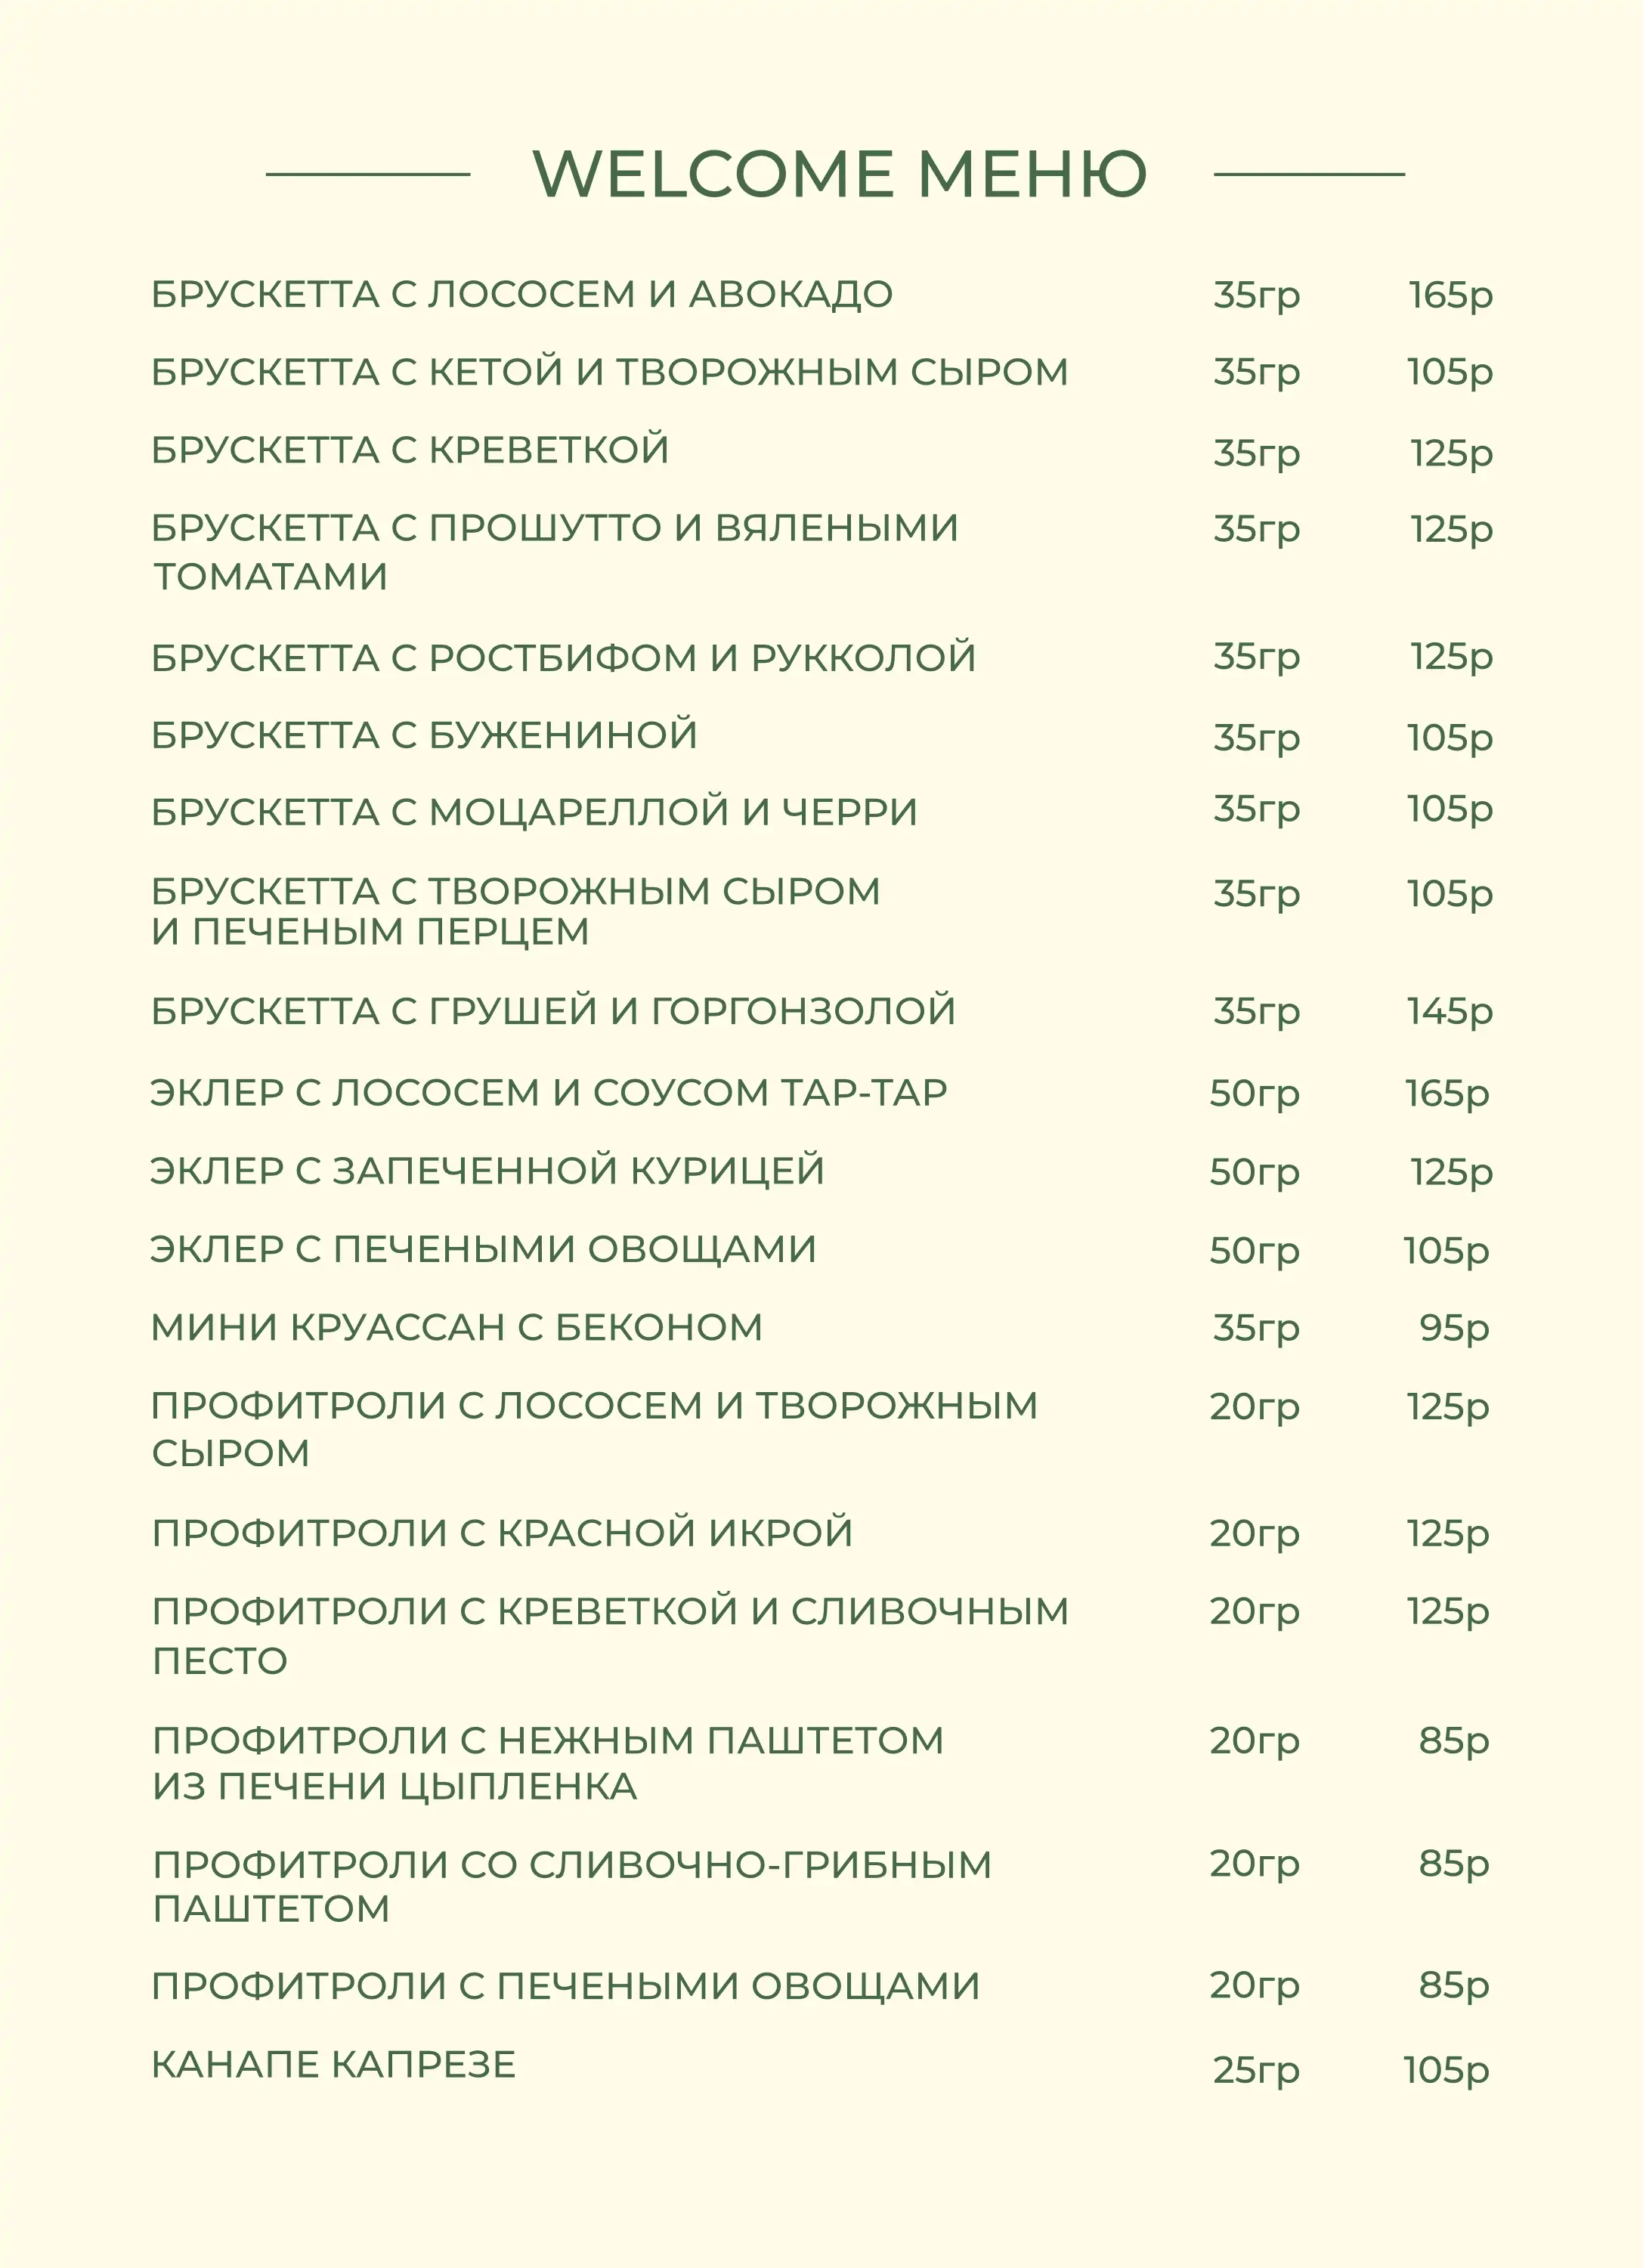 WELCOME МЕНЮ
БРУСКЕТТА С ЛОСОСЕМ И АВОКАДО 35гр 165р
БРУСКЕТТА С КЕТОЙ И ТВОРОЖНЫМ СЫРОМ 35гр 105р
БРУСКЕТТА С КРЕВЕТКОЙ 35гр 125р
БРУСКЕТТА С ПРОШУТТО И ВЯЛЕНЫМИ 35гр 125р
ТОМАТАМИ
БРУСКЕТТА С РОСТБИФОМ И РУККОЛОЙ 35гр 125р
БРУСКЕТТА С БУЖЕНИНОЙ 35гр 105р
БРУСКЕТТА С МОЦАРЕЛЛОЙ И ЧЕРРИ 35гр 105р
БРУСКЕТТА С ТВОРОЖНЫМ СЫРОМ 35гр 105р
И ПЕЧЕНЫМ ПЕРЦЕМ
БРУСКЕТТА С ГРУШЕЙ И ГОРГОНЗОЛОЙ 35гр 145р
ЭКЛЕР С ЛОСОСЕМ И СОУСОМ ТАР-ТАР 50гр 165р
ЭКЛЕР С ЗАПЕЧЕННОЙ КУРИЦЕЙ 50гр 125р
ЭКЛЕР С ПЕЧЕНЫМИ ОВОЩАМИ 50гр 105р
МИНИ КРУАССАН С БЕКОНОМ 35гр 95р
ПРОФИТРОЛИ С ЛОСОСЕМ И ТВОРОЖНЫМ 20гр 125р
СЫРОМ
ПРОФИТРОЛИ С КРАСНОЙ ИКРОЙ 20гр 125р
ПРОФИТРОЛИ С КРЕВЕТКОЙ И СЛИВОЧНЫМ 20гр 125р
ПЕСТО
ПРОФИТРОЛИ С НЕЖНЫМ ПАШТЕТОМ 20гр 85р
ИЗ ПЕЧЕНИ ЦЫПЛЕНКА
ПРОФИТРОЛИ СО СЛИВОЧНО-ГРИБНЫМ 20гр 85р
ПАШТЕТОМ
ПРОФИТРОЛИ С ПЕЧЕНЫМИ ОВОЩАМИ 20гр 85р
КАНАПЕ КАПРЕЗЕ 25гр 105р